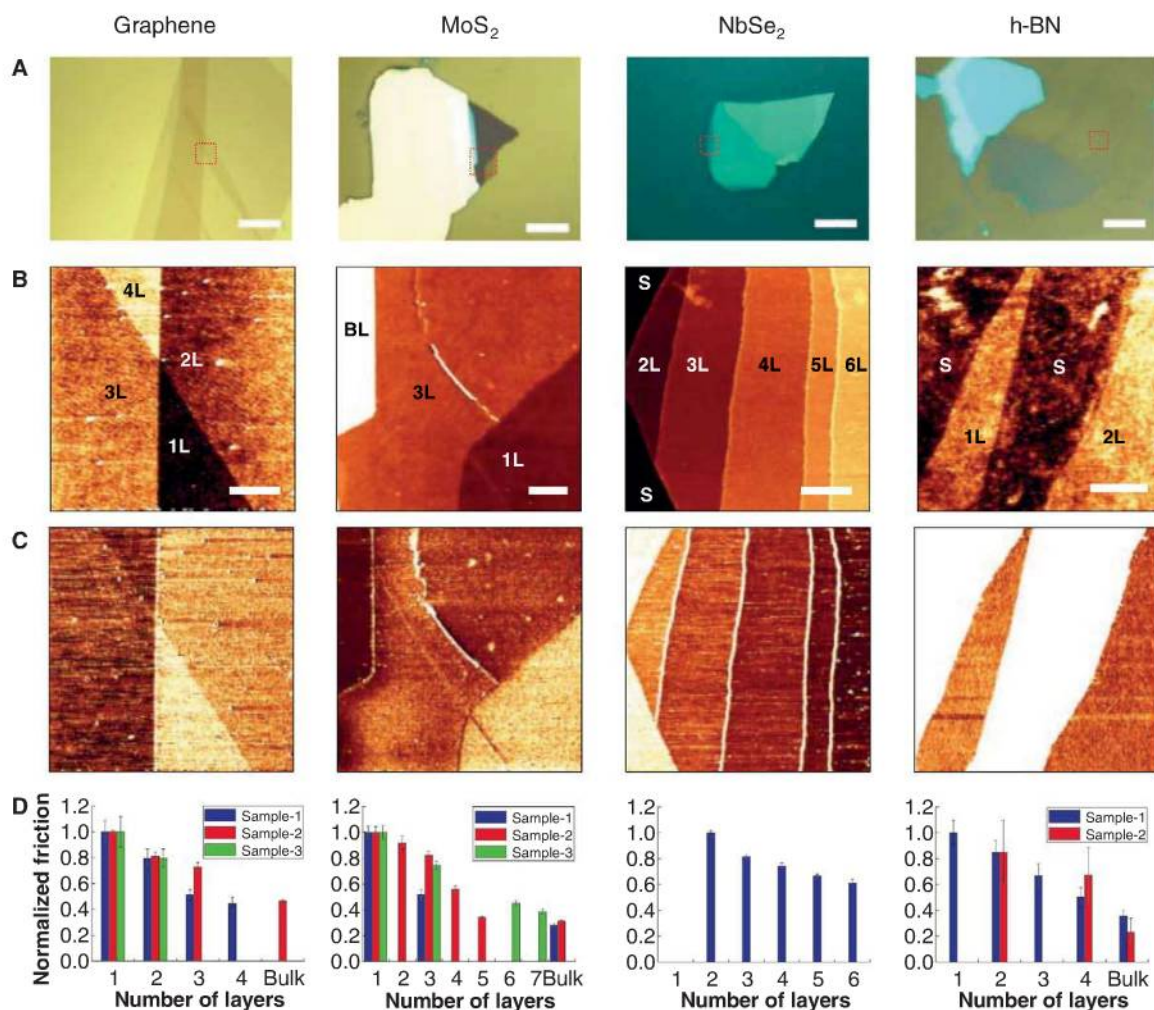 Graphene MoS₂ NbSe₂ h-BN
A
B
4L
2L
3L
1L
BL
3L
1L
S
2L 3L 4L 5L 6L
S
S S
1L 2L
C
D
Normalized friction
1.2
1.0
0.8
0.6
0.4
0.2
0.0
Sample-1
Sample-2
Sample-3
1 2 3 4 Bulk
Number of layers
1.2
1.0
0.8
0.6
0.4
0.2
0.0
Sample-1
Sample-2
Sample-3
1 2 3 4 5 6 7Bulk
Number of layers
1.2
1.0
0.8
0.6
0.4
0.2
0.0
1 2 3 4 5 6
Number of layers
1.2
1.0
0.8
0.6
0.4
0.2
0.0
Sample-1
Sample-2
1 2 3 4 Bulk
Number of layers